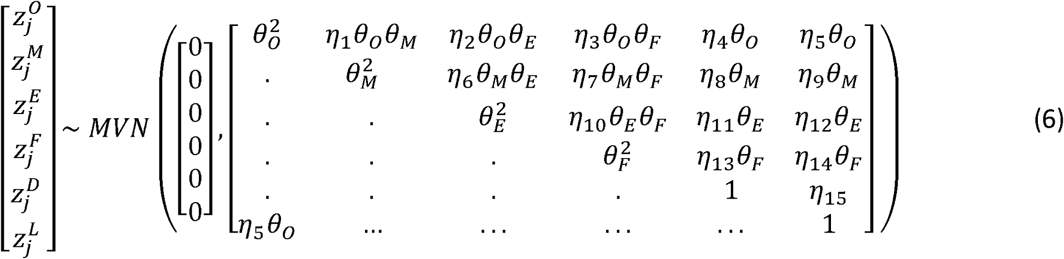 z_j^O 0 θ_O^2 η_1θ_Oθ_M η_2θ_Oθ_E η_3θ_Oθ_F η_4θ_O η_5θ_O
z_j^M 0 . θ_M^2 η_6θ_Mθ_E η_7θ_Mθ_F η_8θ_M η_9θ_M
z_j^E ~ MVN 0 , . . θ_E^2 η_10θ_Eθ_F η_11θ_E η_12θ_E (6)
z_j^F 0 . . . θ_F^2 η_13θ_F η_14θ_F
z_j^D 0 . . . . 1 η_15
z_j^L 0 η_5θ_O ... ... ... ... 1